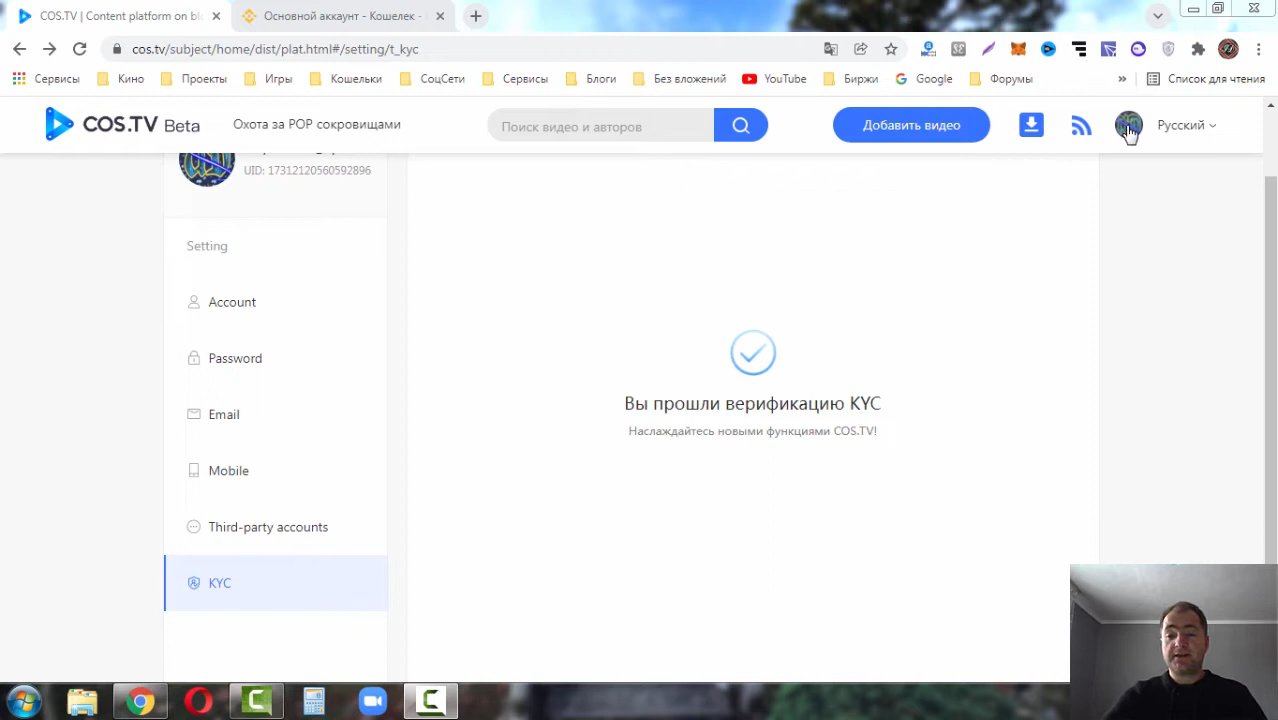 COS.TV | Content platform on bl
Основной аккаунт - Кошелек -
cos.tv/subject/home/dist/plat.html#/setting/t_kyc
Сервисы
Кино
Проекты
Игры
Кошельки
СоцСети
Сервисы
Блоги
Без вложений
YouTube
Биржи
Google
Форумы
»
Список для чтения
COS.TV Beta
Охота за POP сокровищами
Поиск видео и авторов
Добавить видео
Русский
UID: 17312120560592896
Setting
Account
Password
Email
Mobile
Third-party accounts
KYC
Вы прошли верификацию KYC
Наслаждайтесь новыми функциями COS.TV!